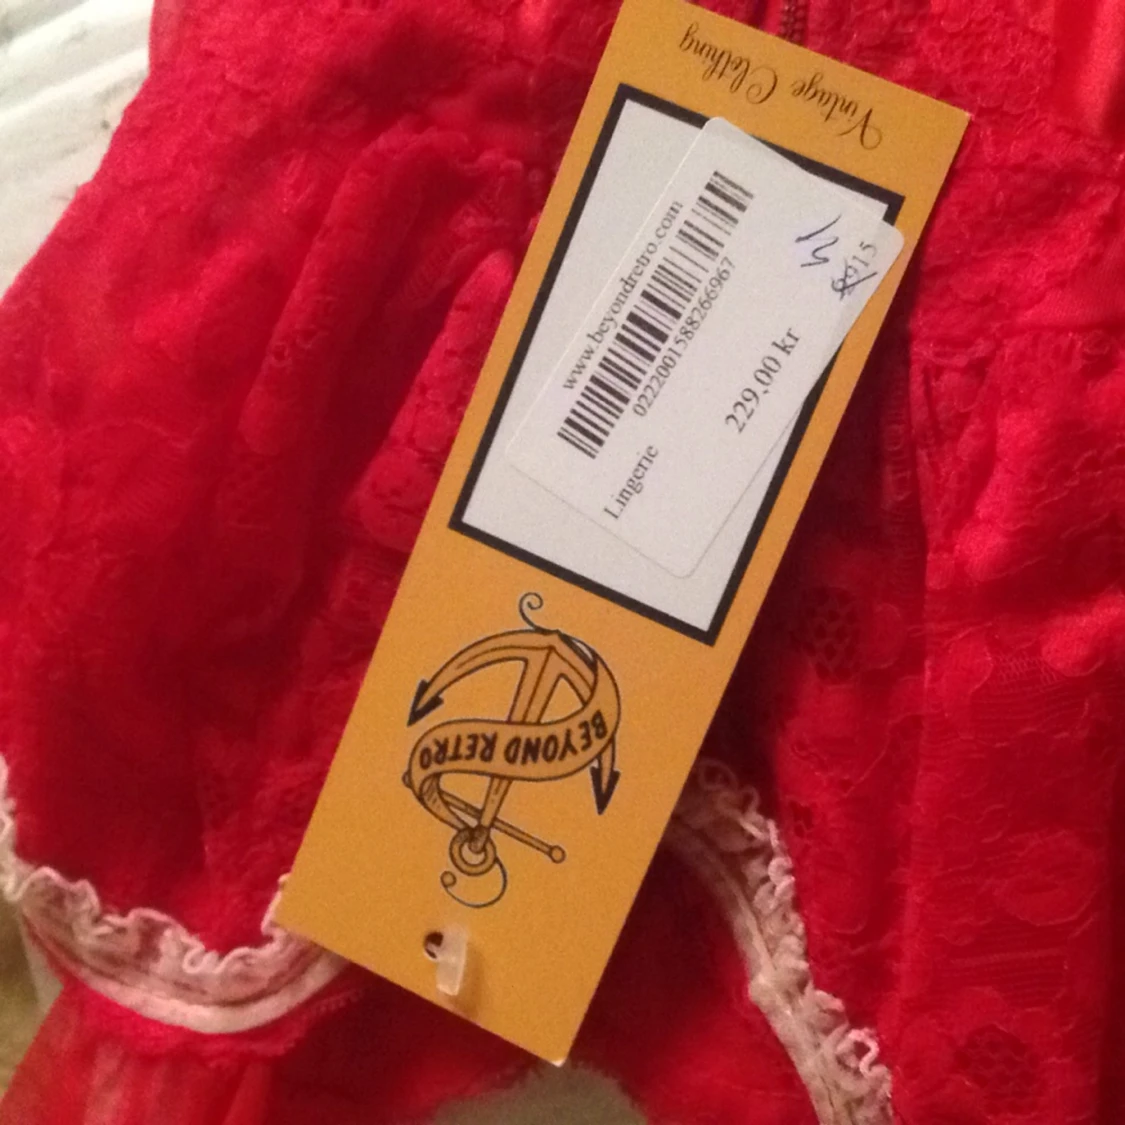 Vintage Clothing
www.beyondretro.com
0222001588266967
Lingerie
229,00 kr
BEYOND RETRO